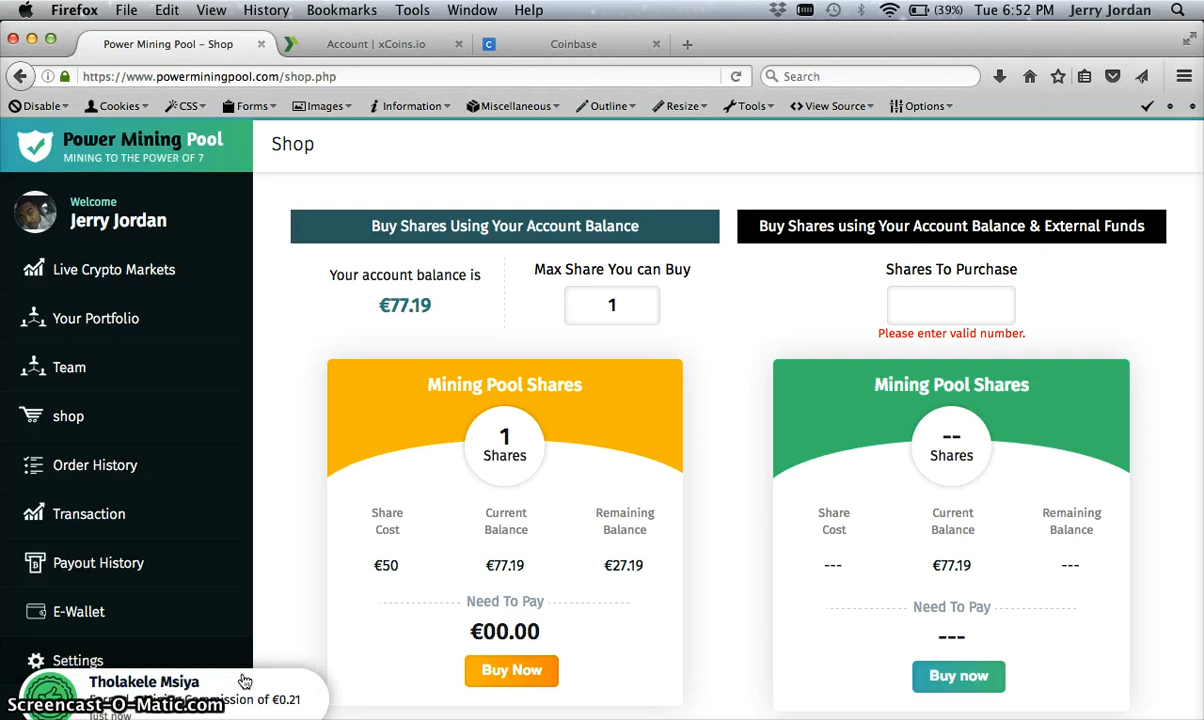 Firefox File Edit View History Bookmarks Tools Window Help (39%) Tue 6:52 PM Jerry Jordan
Power Mining Pool – Shop Account | xCoins.io Coinbase
https://www.powerminingpool.com/shop.php Search
Disable Cookies CSS Forms Images Information Miscellaneous Outline Resize Tools View Source Options
Power Mining Pool
MINING TO THE POWER OF 7
Shop
Welcome
Jerry Jordan
Live Crypto Markets
Your Portfolio
Team
shop
Order History
Transaction
Payout History
E-Wallet
Settings
Buy Shares Using Your Account Balance
Your account balance is
€77.19
Max Share You can Buy
1
Mining Pool Shares
1
Shares
Share Cost
Current Balance
Remaining Balance
€50 €77.19 €27.19
Need To Pay
€00.00
Buy Now
Buy Shares using Your Account Balance & External Funds
Shares To Purchase
Please enter valid number.
Mining Pool Shares
--
Shares
Share Cost
Current Balance
Remaining Balance
--- €77.19 ---
Need To Pay
---
Buy now
Tholakele Msiya
Mining Commission of €0.21
Just now
Screencast-O-Matic.com